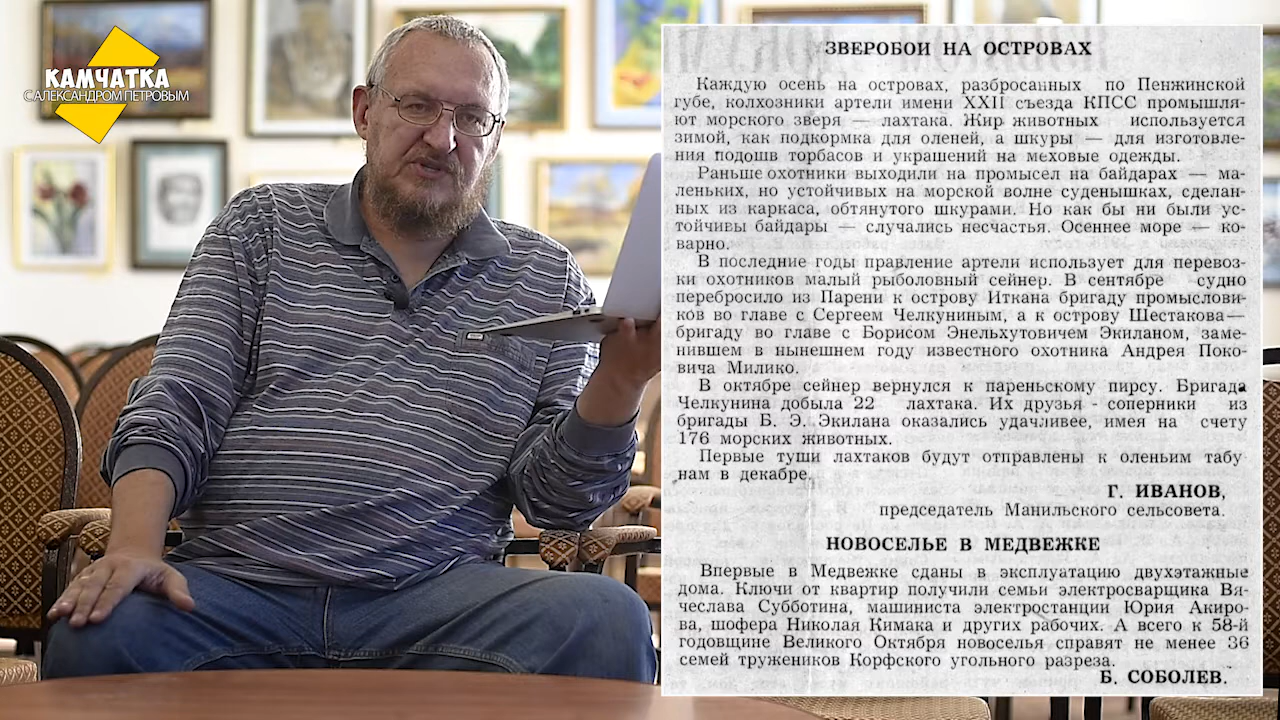 КАМЧАТКА
С АЛЕКСАНДРОМ ПЕТРОВЫМ
ЗВЕРОБОИ НА ОСТРОВАХ
Каждую осень на островах, разбросанных по Пенжинской
губе, колхозники артели имени XXII съезда КПСС промышля-
ют морского зверя — лахтака. Жир животных используется
зимой, как подкормка для оленей, а шкуры — для изготовле-
ния подошв торбасов и украшений на меховые одежды.
Раньше охотники выходили на промысел на байдарах — ма-
леньких, но устойчивых на морской волне суденышках, сделан-
ных из каркаса, обтянутого шкурами. Но как бы ни были ус-
тойчивы байдары — случались несчастья. Осеннее море — ко-
варно.
В последние годы правление артели использует для перевоз-
ки охотников малый рыболовный сейнер. В сентябре судно
перебросило из Парени к острову Иткана бригаду промыслови-
ков во главе с Сергеем Челкуниным, а к острову Шестакова —
бригаду во главе с Борисом Энельхутовичем Экиланом, заме-
нившем в нынешнем году известного охотника Андрея Поко-
вича Милико.
В октябре сейнер вернулся к пареньскому пирсу. Бригада
Челкунина добыла 22 лахтака. Их друзья - соперники из
бригады Б. Э. Экилана оказались удачливее, имея на счету
176 морских животных.
Первые туши лахтаков будут отправлены к оленьим табу
нам в декабре.
Г. ИВАНОВ,
председатель Манильского сельсовета.
НОВОСЕЛЬЕ В МЕДВЕЖКЕ
Впервые в Медвежке сданы в эксплуатацию двухэтажные
дома. Ключи от квартир получили семьи электросварщика Вя-
чеслава Субботина, машиниста электростанции Юрия Акиро-
ва, шофера Николая Кимака и других рабочих. А всего к 58-й
годовщине Великого Октября новоселья справят не менее 36
семей тружеников Корфского угольного разреза.
Б. СОБОЛЕВ.